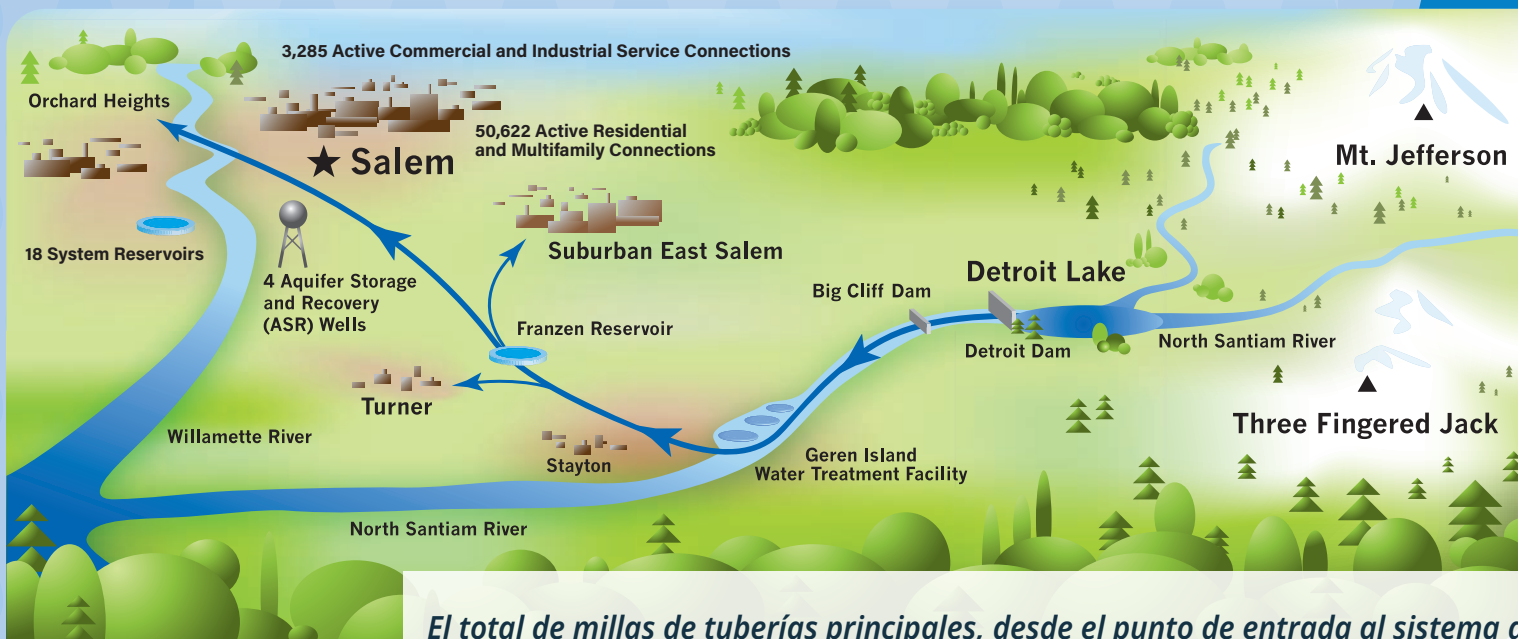 3,285 Active Commercial and Industrial Service Connections
Orchard Heights
50,622 Active Residential
and Multifamily Connections
Salem
Mt. Jefferson
18 System Reservoirs
4 Aquifer Storage
and Recovery
(ASR) Wells
Suburban East Salem
Detroit Lake
Big Cliff Dam
Franzen Reservoir
Detroit Dam
North Santiam River
Turner
Three Fingered Jack
Willamette River
Stayton
Geren Island
Water Treatment Facility
North Santiam River
El total de millas de tuberías principales, desde el punto de entrada al sistema